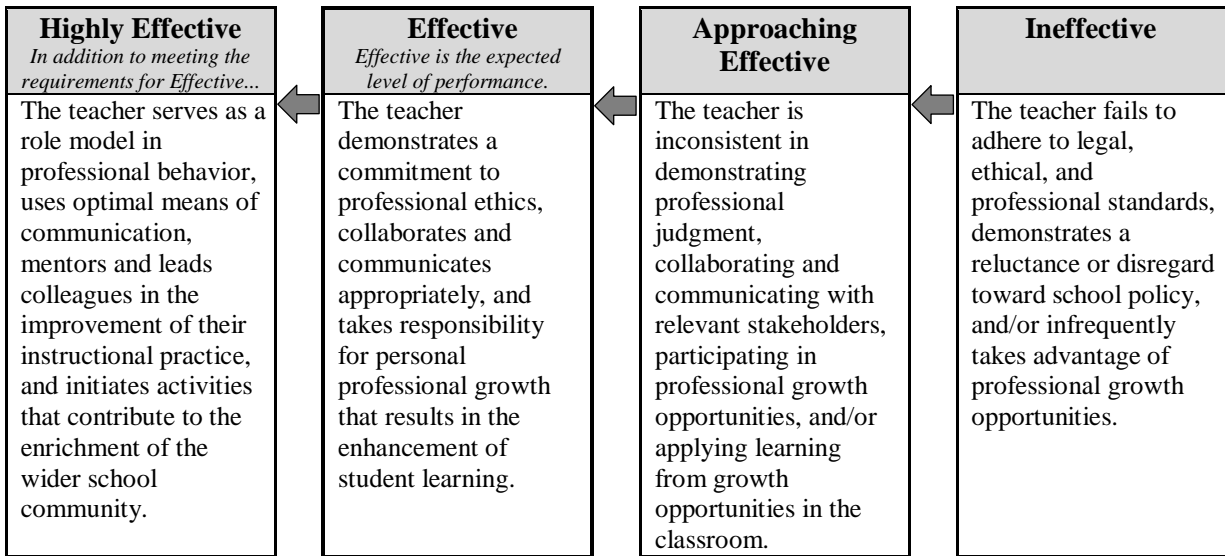 Highly Effective
In addition to meeting the
requirements for Effective...
The teacher serves as a
role model in
professional behavior,
uses optimal means of
communication,
mentors and leads
colleagues in the
improvement of their
instructional practice,
and initiates activities
that contribute to the
enrichment of the
wider school
community.
Effective
Effective is the expected
level of performance.
The teacher
demonstrates a
commitment to
professional ethics,
collaborates and
communicates
appropriately, and
takes responsibility
for personal
professional growth
that results in the
enhancement of
student learning.
Approaching
Effective
The teacher is
inconsistent in
demonstrating
professional
judgment,
collaborating and
communicating with
relevant stakeholders,
participating in
professional growth
opportunities, and/or
applying learning
from growth
opportunities in the
classroom.
Ineffective
The teacher fails to
adhere to legal,
ethical, and
professional standards,
demonstrates a
reluctance or disregard
toward school policy,
and/or infrequently
takes advantage of
professional growth
opportunities.